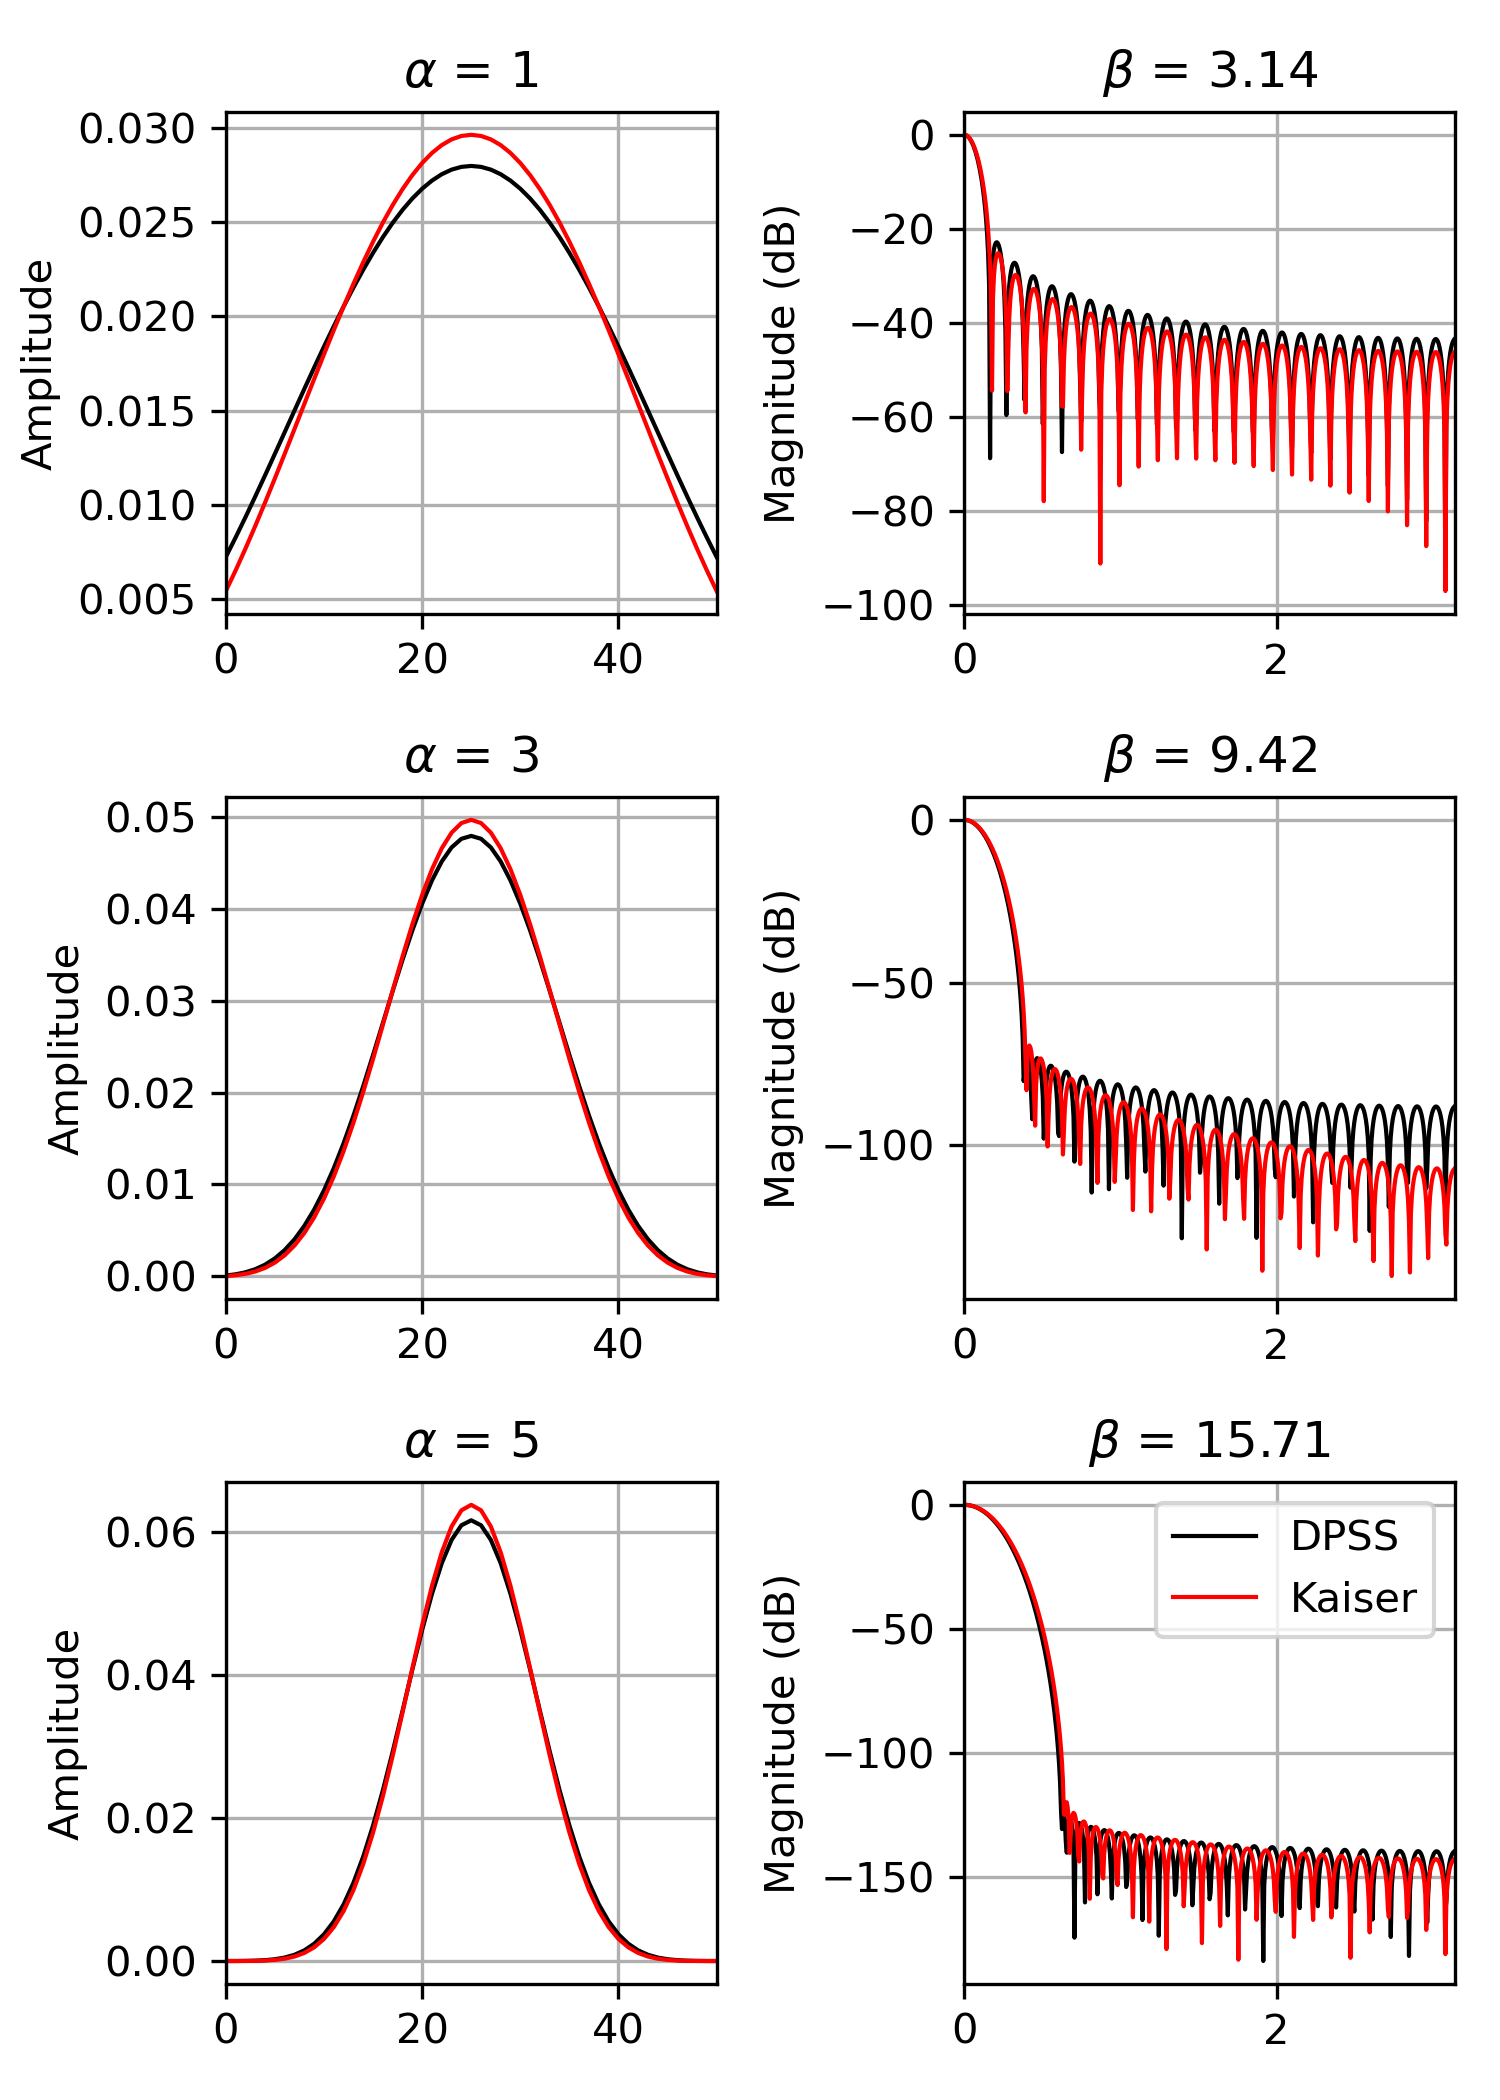 α = 1
0.030
0.025
0.020
0.015
0.010
0.005
Amplitude
0 20 40
β = 3.14
0
−20
−40
−60
−80
−100
Magnitude (dB)
0 2
α = 3
0.05
0.04
0.03
0.02
0.01
0.00
Amplitude
0 20 40
β = 9.42
0
−50
−100
Magnitude (dB)
0 2
α = 5
0.06
0.04
0.02
0.00
Amplitude
0 20 40
β = 15.71
0
−50
−100
−150
Magnitude (dB)
DPSS
Kaiser
0 2